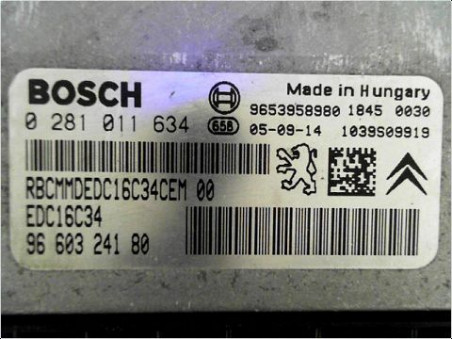 BOSCH
Made in Hungary
9653958980 1845 0030
0 281 011 634 658 05-09-14 1039S09919
RBCMMDEDC16C34CEM 00
EDC16C34
96 603 241 80